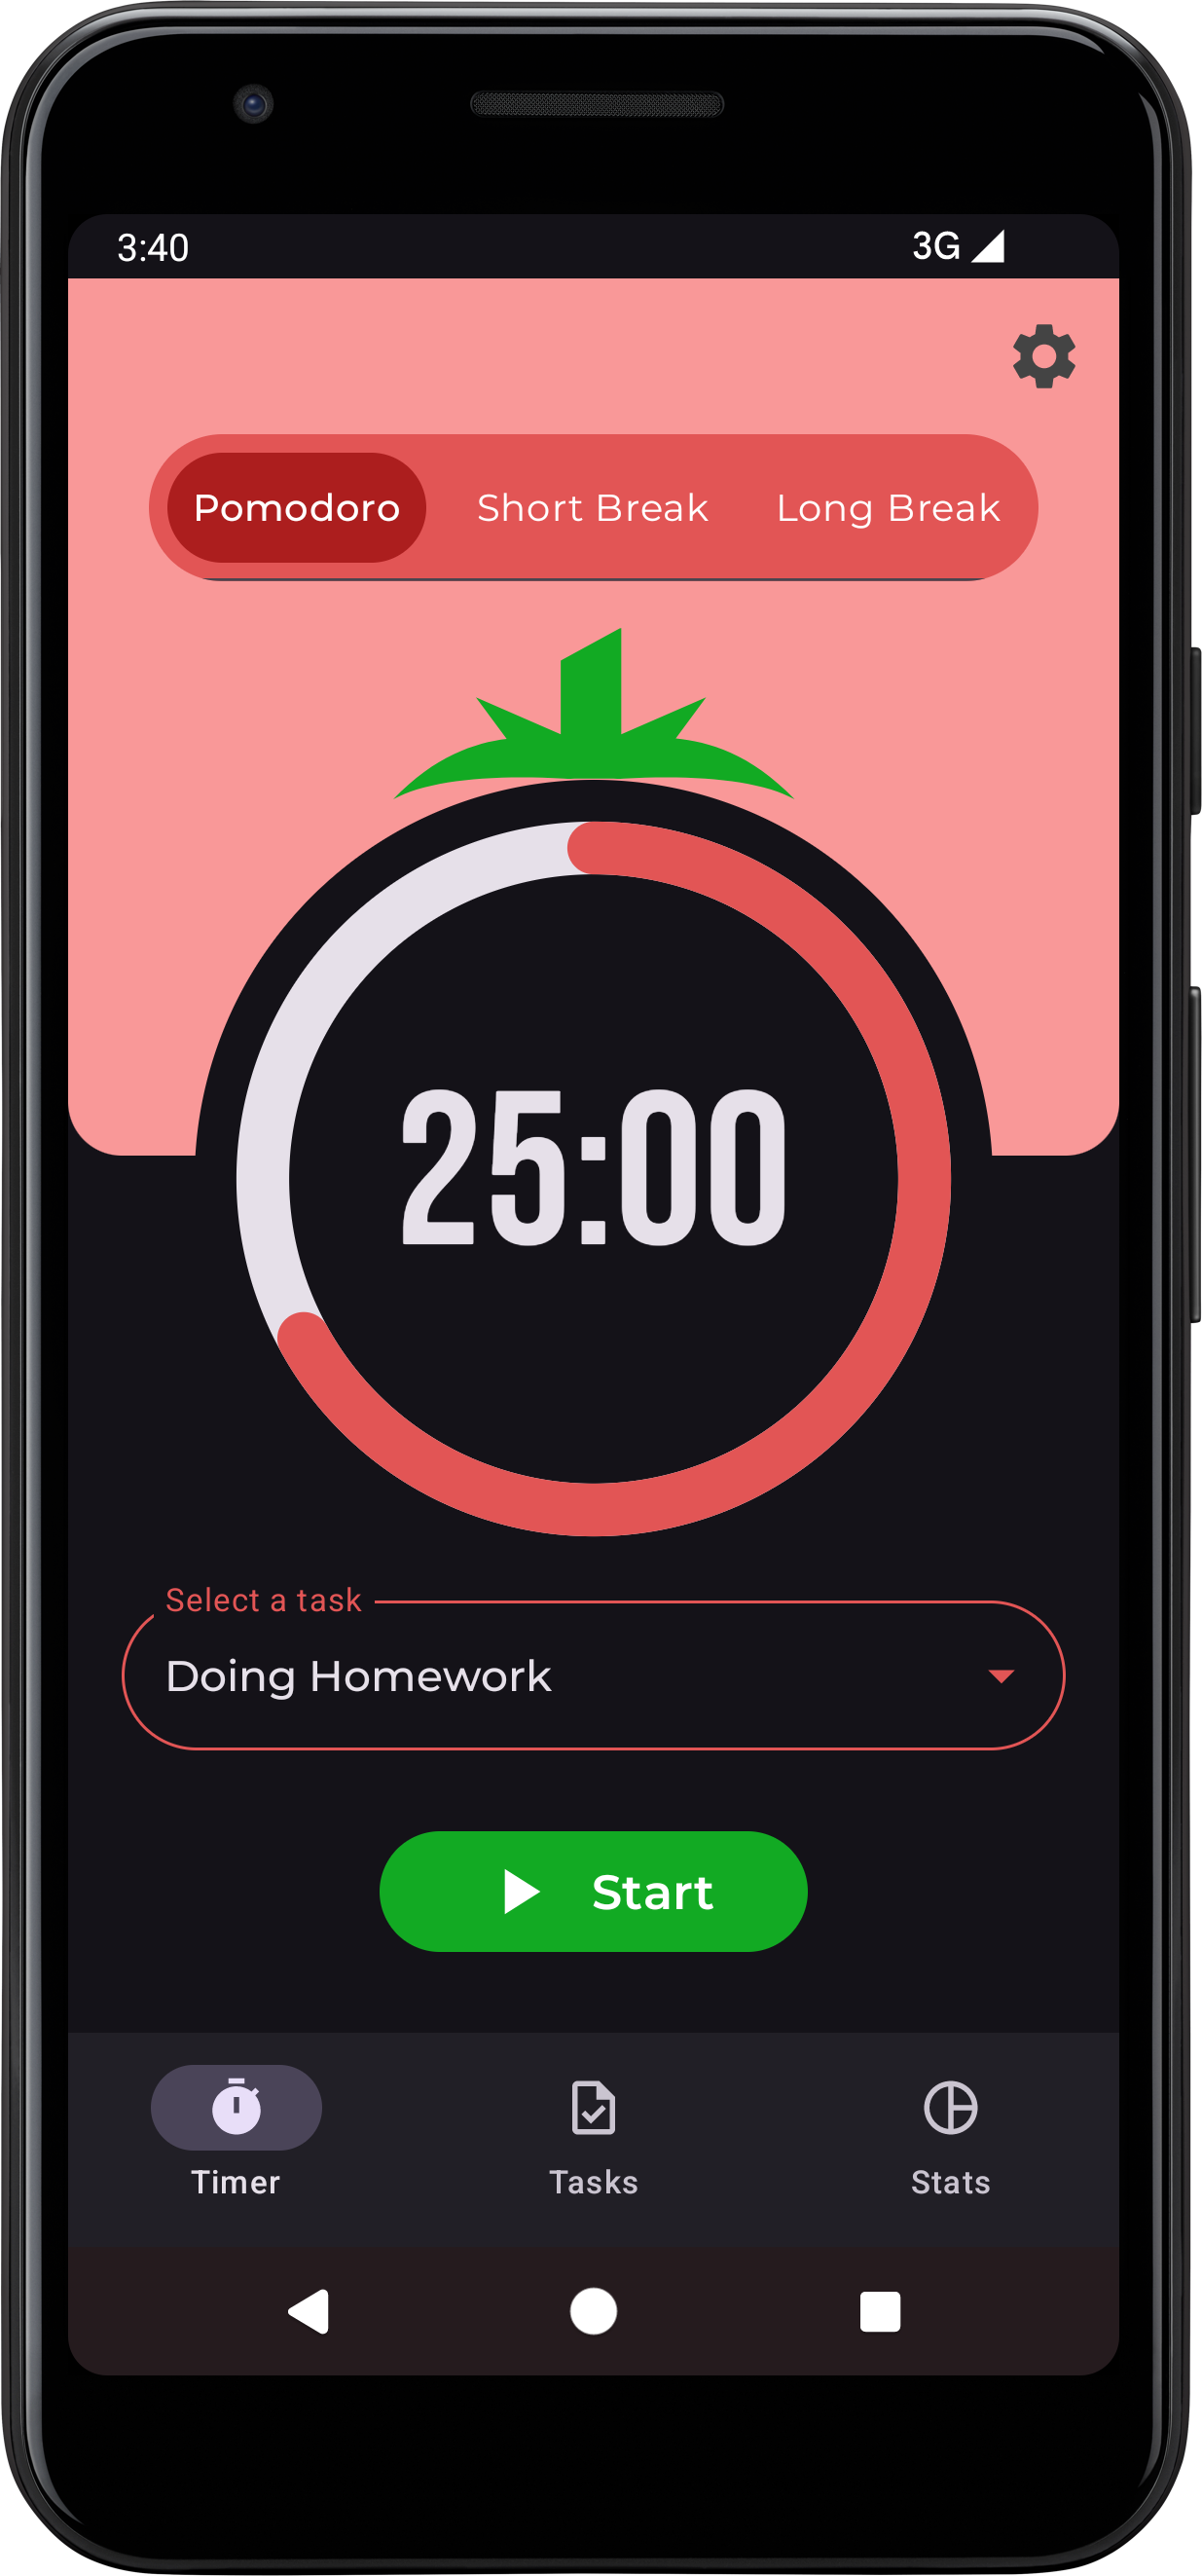 3:40 3G
Pomodoro Short Break Long Break
25:00
Select a task
Doing Homework
Start
Timer Tasks Stats